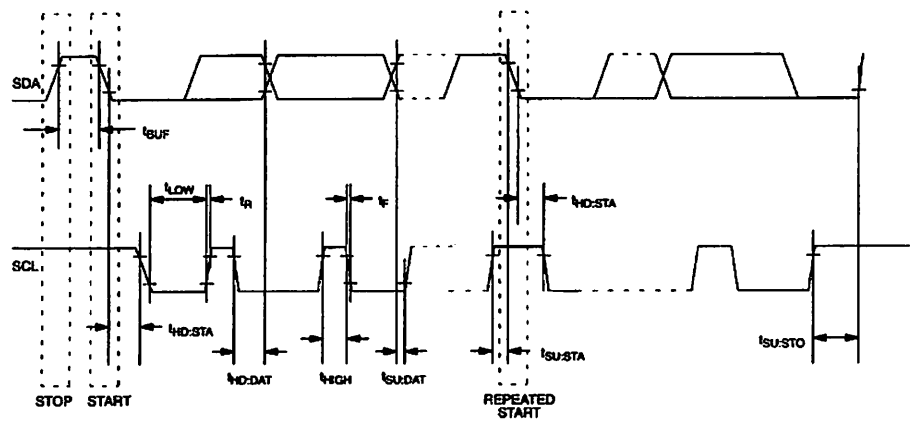 SDA
tBUF
tLOW
tR
tF
tHD:STA
SCL
tHD:STA
tHD:DAT
tHIGH
tSU:DAT
tSU:STA
tSU:STO
STOP
START
REPEATED
START